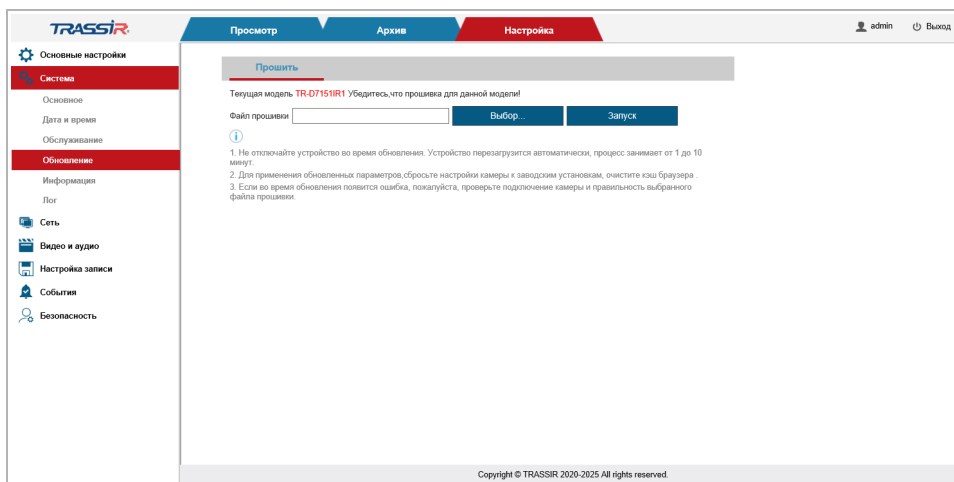 TRASSIR
Просмотр
Архив
Настройка
admin
Выход
Основные настройки
Система
Основное
Дата и время
Обслуживание
Обновление
Информация
Лог
Сеть
Видео и аудио
Настройка записи
События
Безопасность
Прошить
Текущая модель TR-D7151IR1 Убедитесь,что прошивка для данной модели!
Файл прошивки
Выбор...
Запуск
1. Не отключайте устройство во время обновления. Устройство перезагрузится автоматически, процесс занимает от 1 до 10
минут.
2. Для применения обновленных параметров,сбросьте настройки камеры к заводским установкам, очистите кэш браузера .
3. Если во время обновления появится ошибка, пожалуйста, проверьте подключение камеры и правильность выбранного
файла прошивки.
Copyright © TRASSIR 2020-2025 All rights reserved.